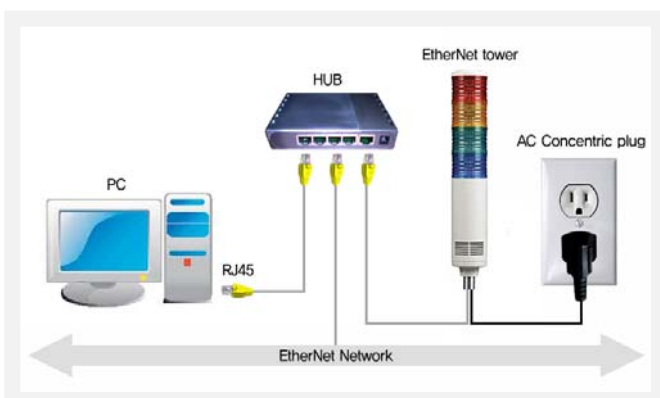 EtherNet tower
HUB
AC Concentric plug
PC
RJ45
EtherNet Network